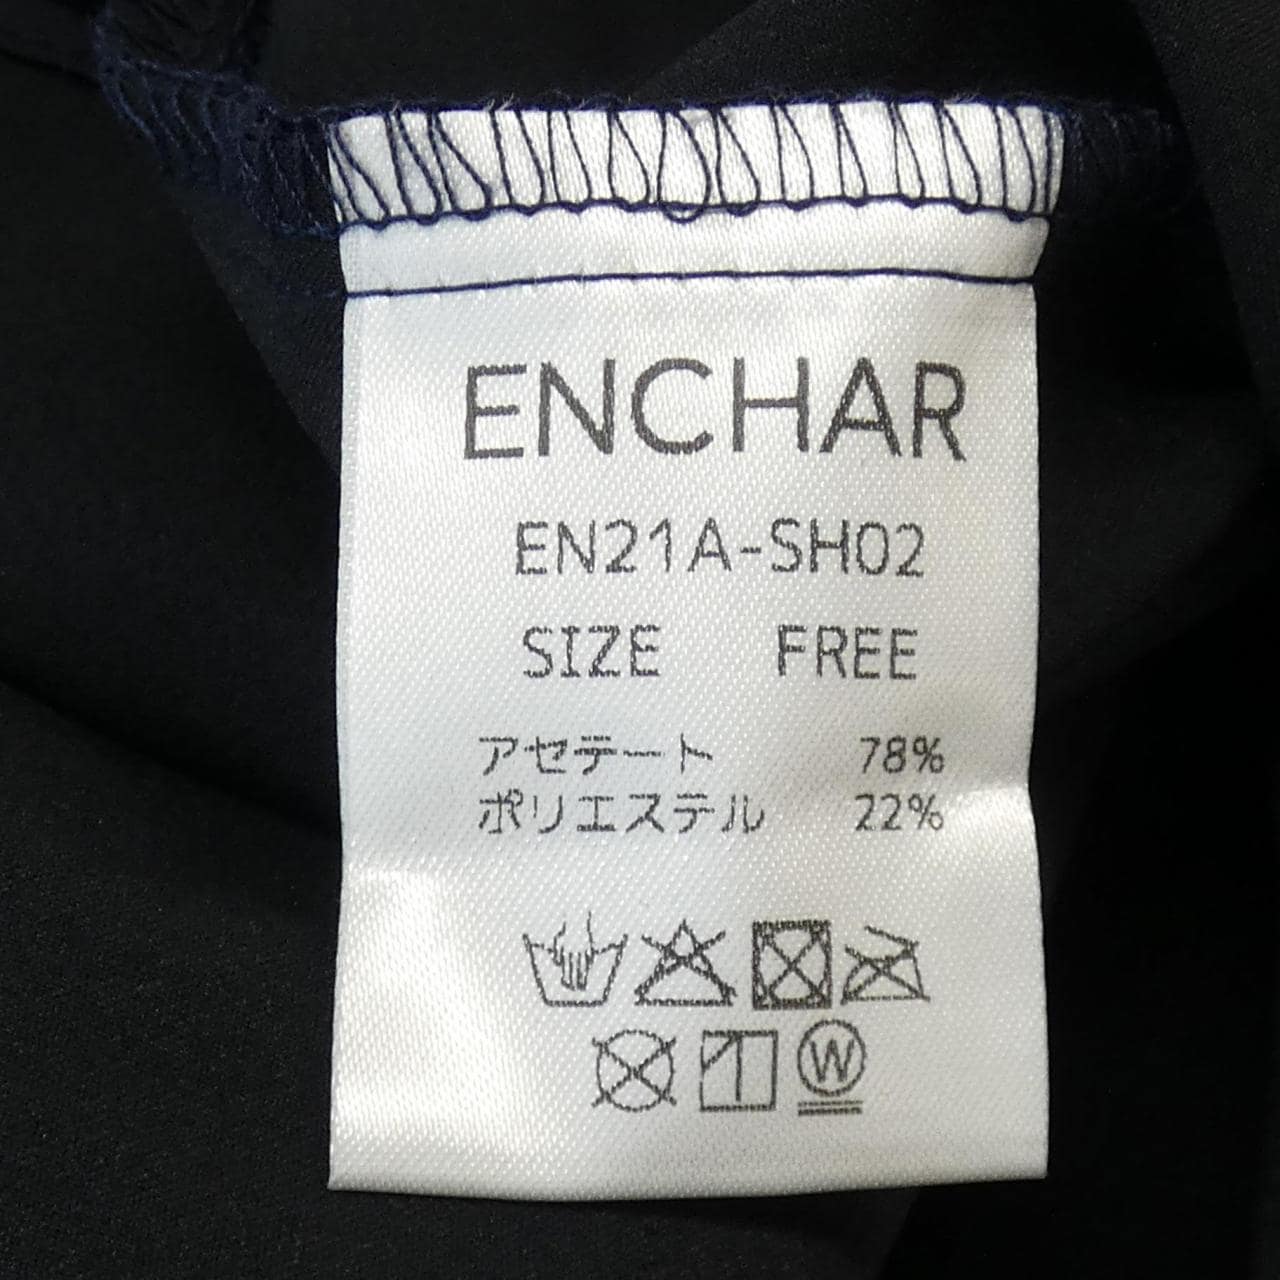 ENCHAR
EN21A-SH02
SIZE FREE
アセテート 78%
ポリエステル 22%
W